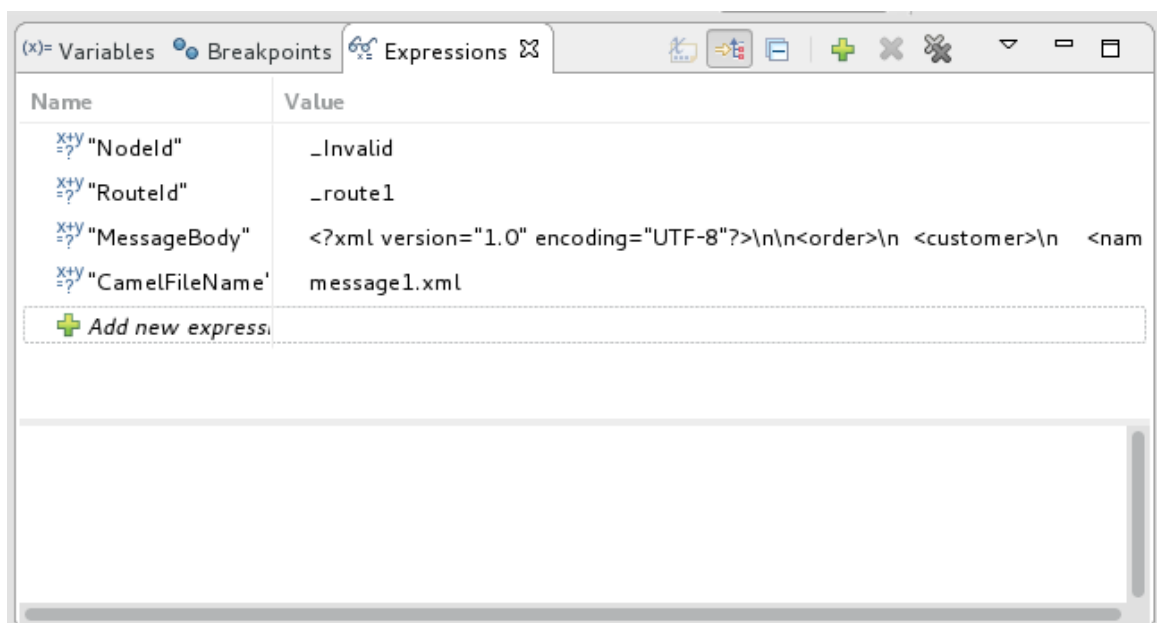 (x)= Variables Breakpoints Expressions
Name Value
x+y=? "NodeId" _Invalid
x+y=? "RouteId" _route1
x+y=? "MessageBody" <?xml version="1.0" encoding="UTF-8"?>\n\n<order>\n <customer>\n <nam
x+y=? "CamelFileName" message1.xml
Add new express